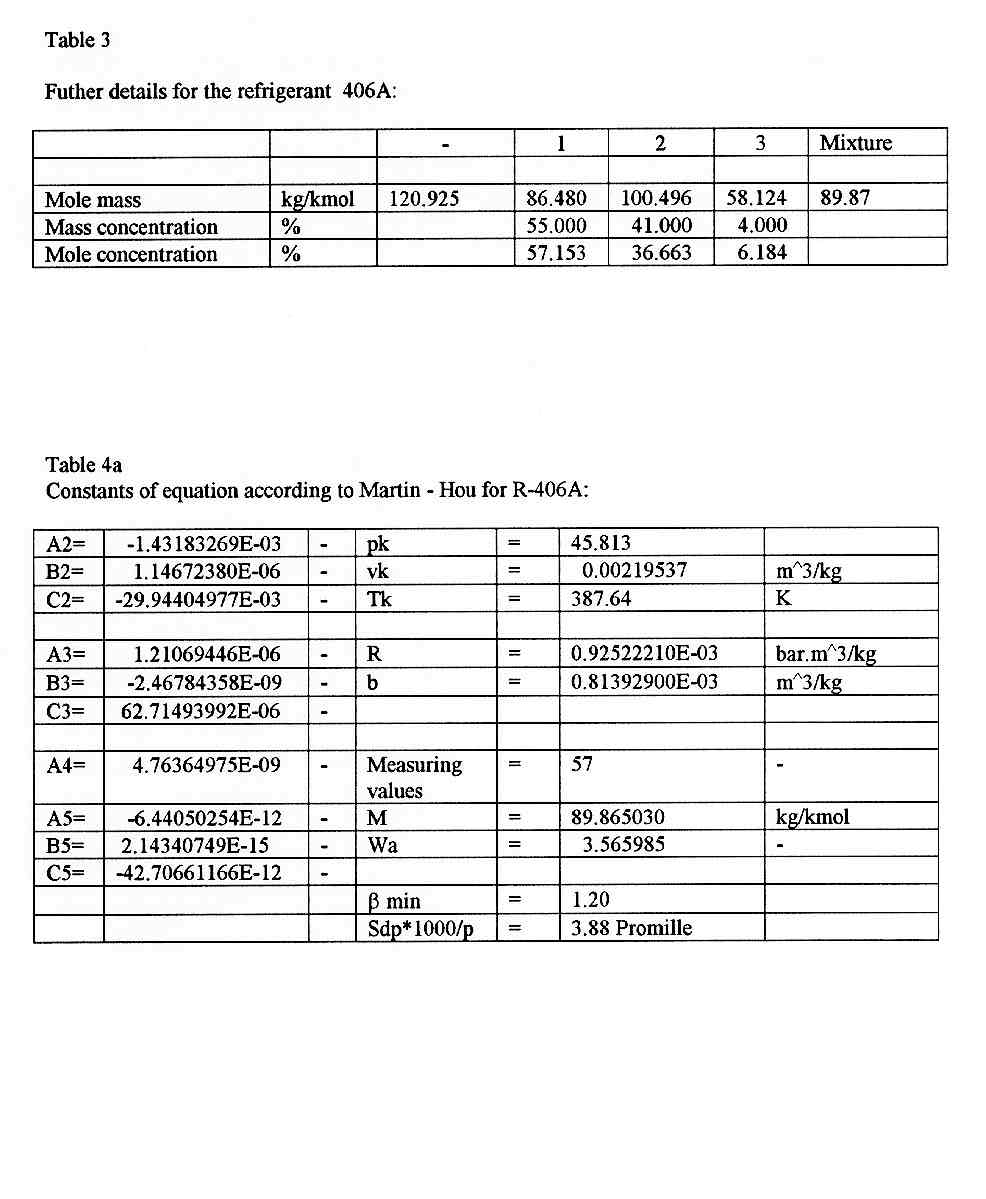 Table 3
Futher details for the refrigerant 406A:
- 1 2 3 Mixture
Mole mass kg/kmol 120.925 86.480 100.496 58.124 89.87
Mass concentration % 55.000 41.000 4.000
Mole concentration % 57.153 36.663 6.184
Table 4a
Constants of equation according to Martin - Hou for R-406A:
A2= -1.43183269E-03 - pk = 45.813
B2= 1.14672380E-06 - vk = 0.00219537 m^3/kg
C2= -29.94404977E-03 - Tk = 387.64 K
A3= 1.21069446E-06 - R = 0.92522210E-03 bar.m^3/kg
B3= -2.46784358E-09 - b = 0.81392900E-03 m^3/kg
C3= 62.71493992E-06 -
A4= 4.76364975E-09 - Measuring = 57 -
values
A5= -6.44050254E-12 - M = 89.865030 kg/kmol
B5= 2.14340749E-15 - Wa = 3.565985 -
C5= -42.70661166E-12 -
β min = 1.20
Sdp*1000/p = 3.88 Promille